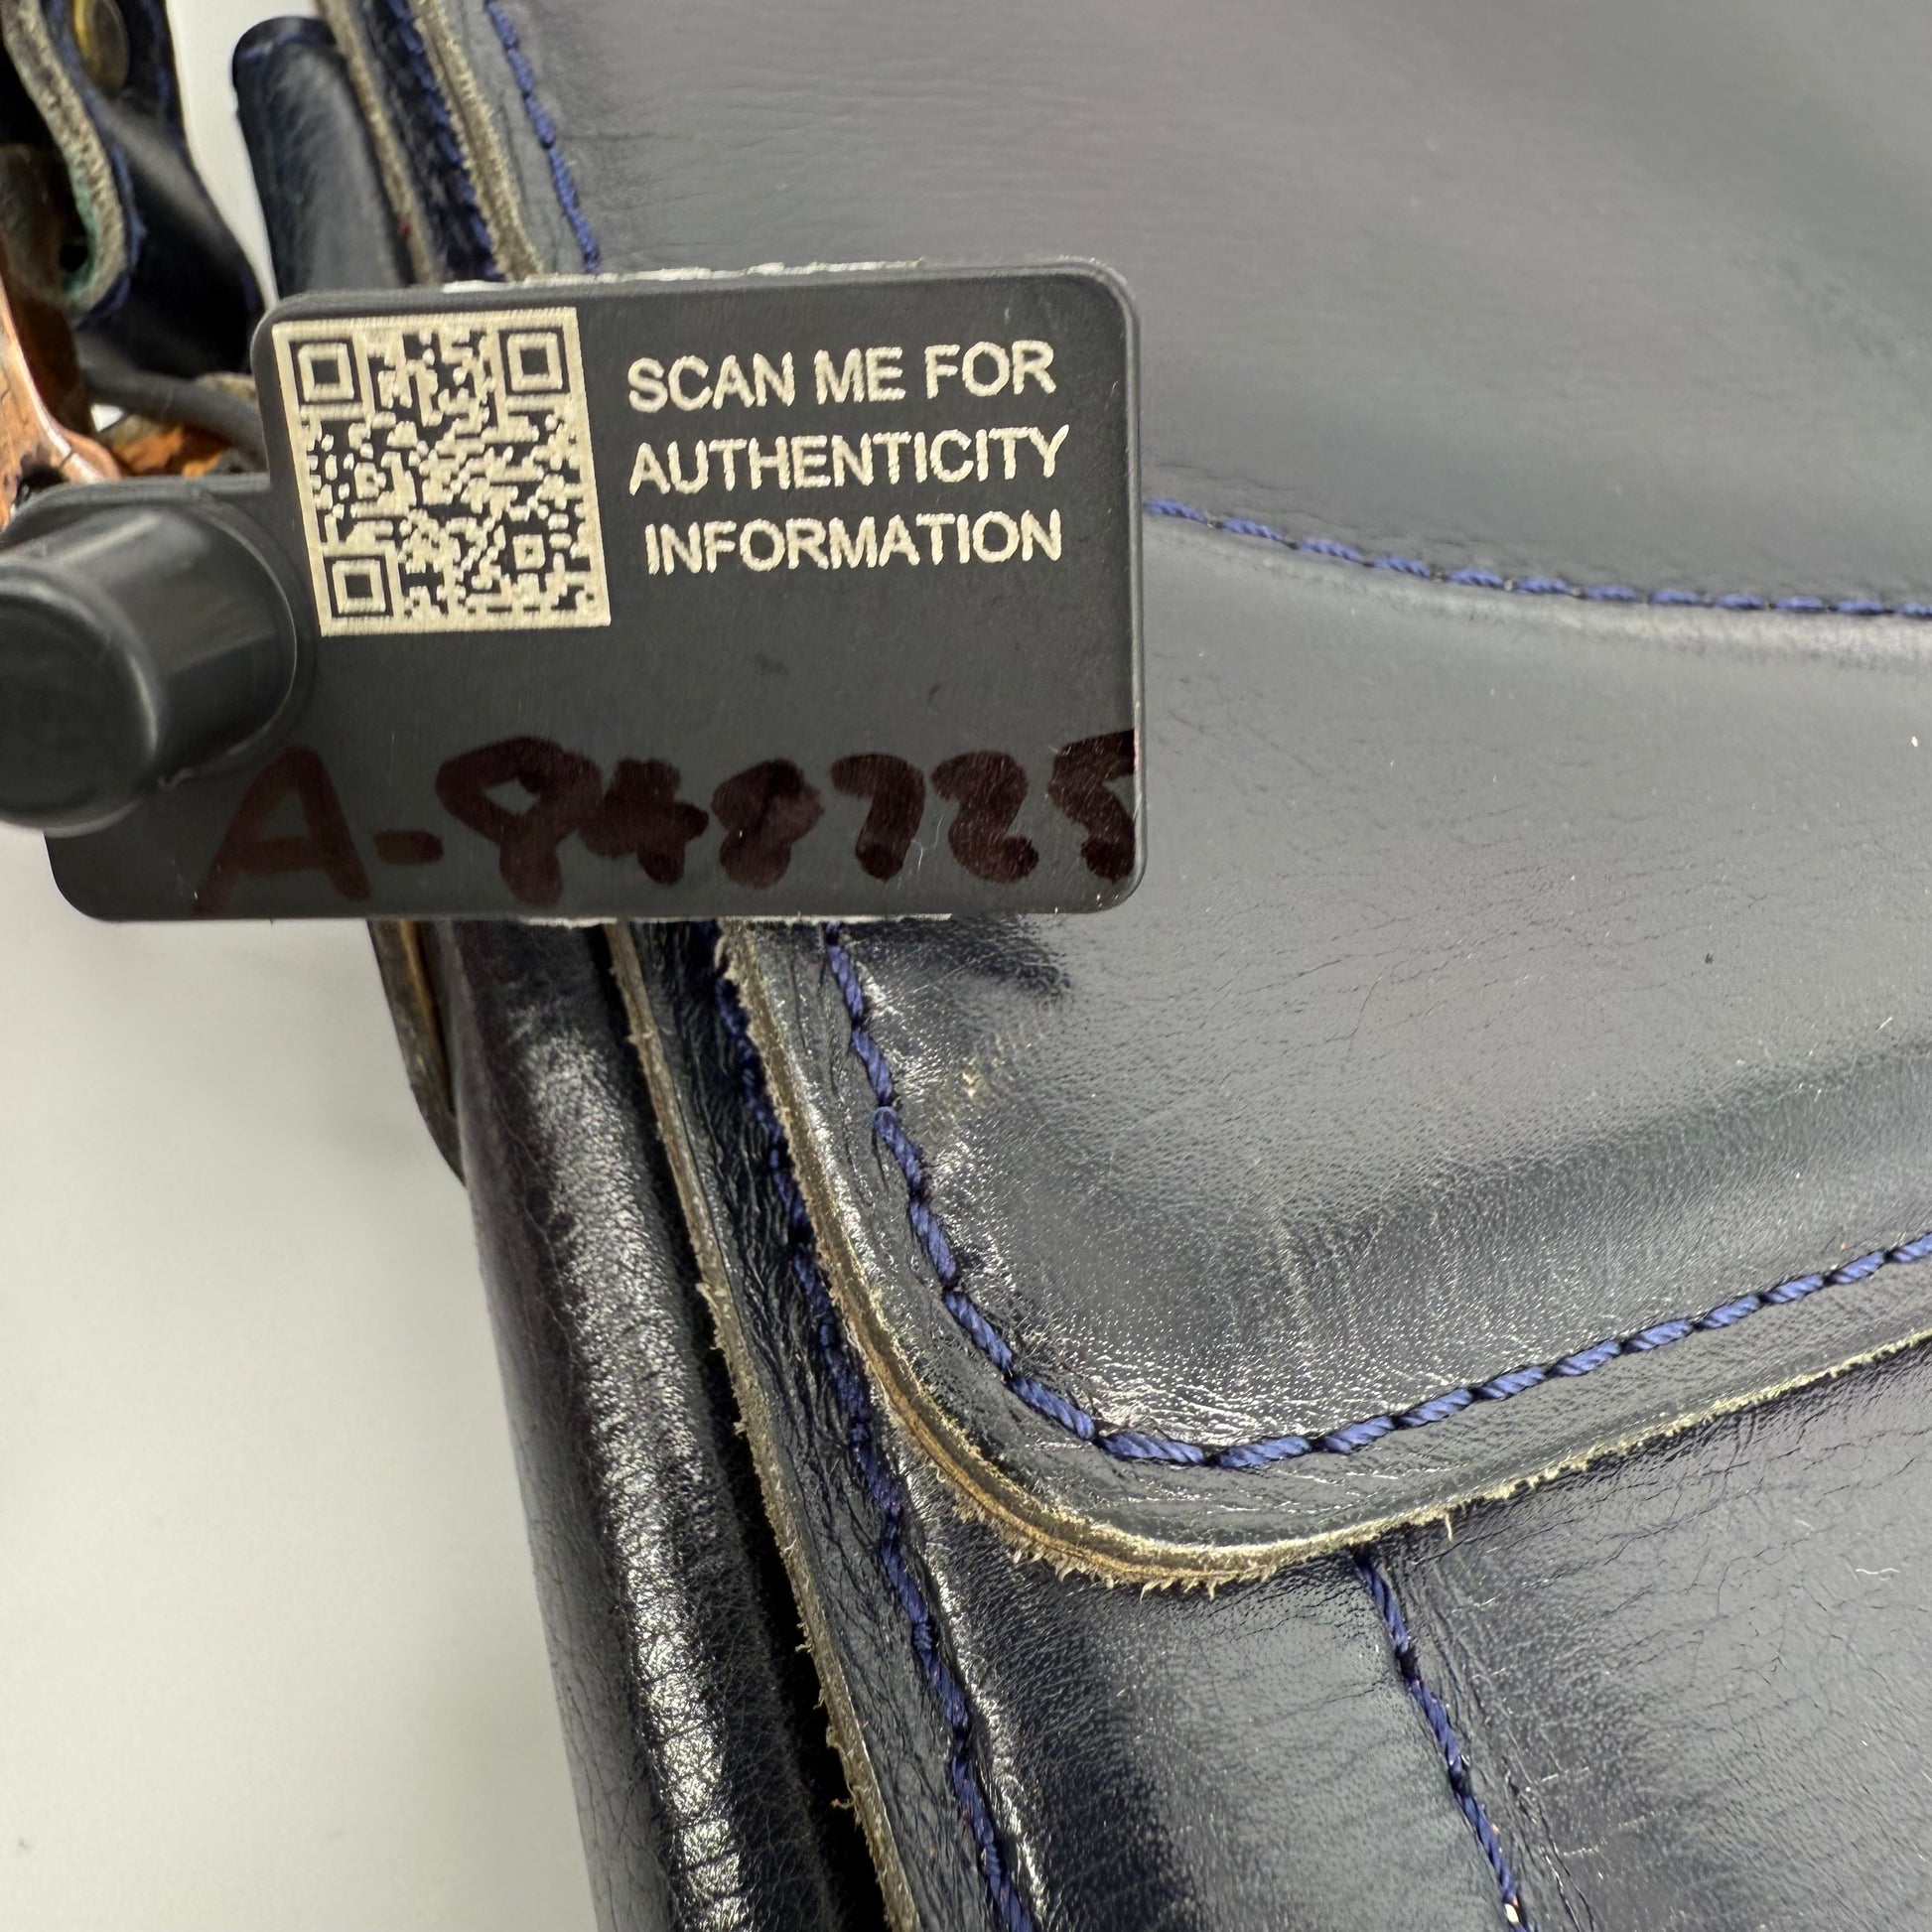 SCAN ME FOR
AUTHENTICITY
INFORMATION
A-948725